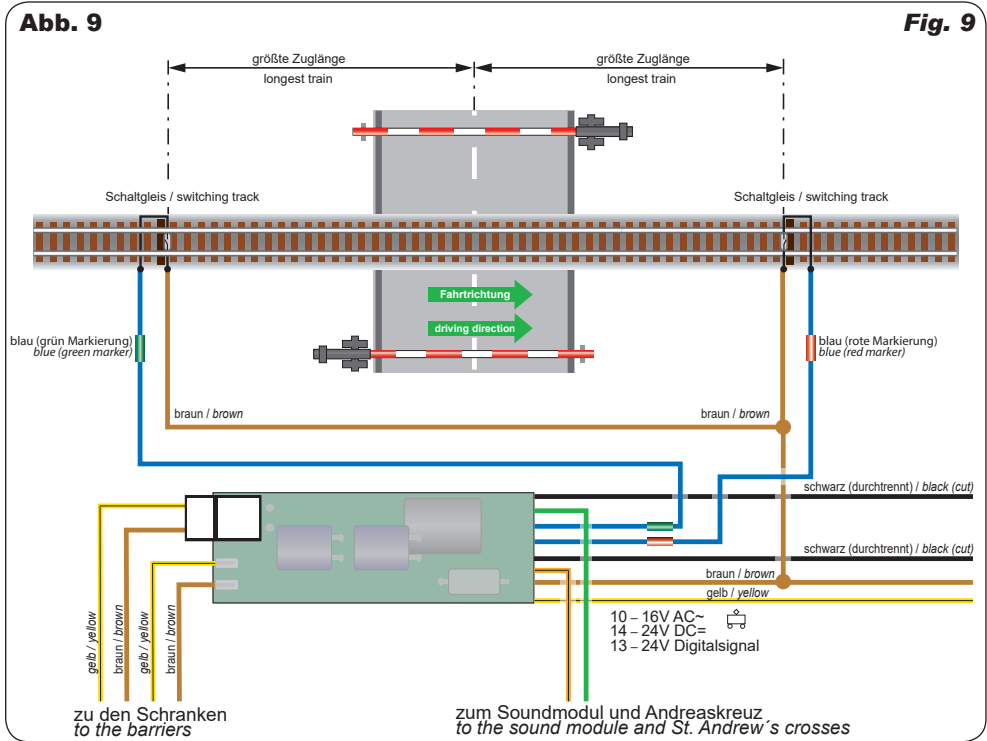 Abb. 9
Fig. 9
größte Zuglänge
longest train
größte Zuglänge
longest train
Schaltgleis / switching track
Schaltgleis / switching track
Fahrtrichtung
driving direction
blau (grün Markierung)
blue (green marker)
blau (rote Markierung)
blue (red marker)
braun / brown
braun / brown
schwarz (durchtrennt) / black (cut)
schwarz (durchtrennt) / black (cut)
braun / brown
gelb / yellow
10 – 16V AC~
14 – 24V DC=
13 – 24V Digitalsignal
gelb / yellow
braun / brown
gelb / yellow
braun / brown
zu den Schranken
to the barriers
zum Soundmodul und Andreaskreuz
to the sound module and St. Andrew´s crosses